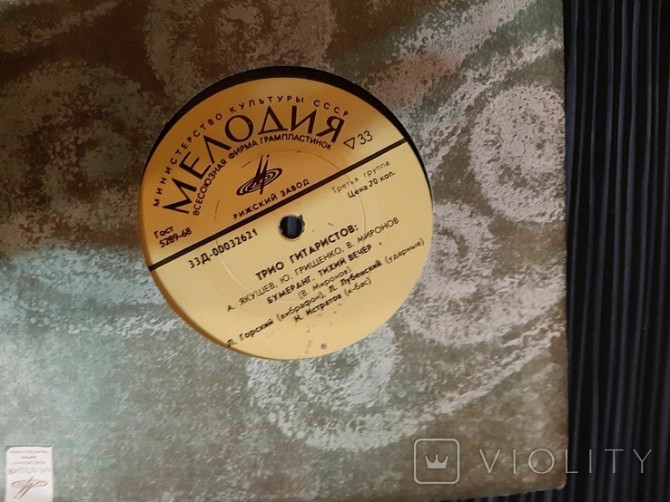 МИНИСТЕРСТВО КУЛЬТУРЫ СССР
МЕЛОДИЯ
ВСЕСОЮЗНАЯ ФИРМА ГРАМПЛАСТИНОК
33
РИЖСКИЙ ЗАВОД
Гост
5289-68
Третья группа
Цена 70 коп.
33Д-00032621
ТРИО ГИТАРИСТОВ:
А. ЯКУШЕВ, Ю. ГРИЩЕНКО, В. МИРОНОВ
БУМЕРАНГ. ТИХИЙ ВЕЧЕР
(В. Миронов)
Д. Горский (вибрафон), Л. Лубенский (ударные)
Н. Истратов (к-бас)
VIOLITY